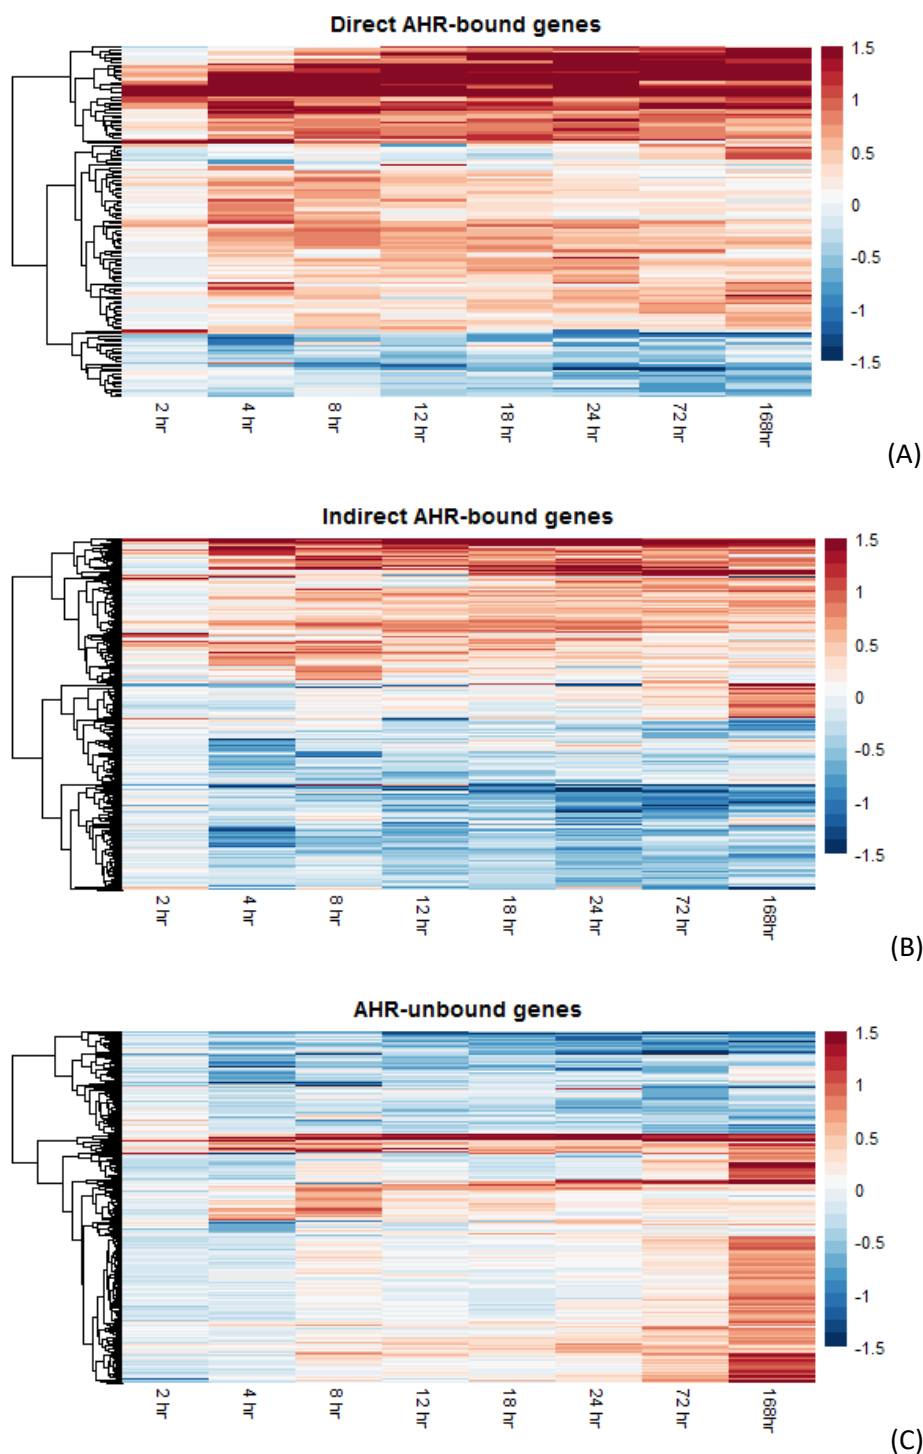 Direct AHR-bound genes
1.5
1
0.5
0
-0.5
-1
-1.5
2 hr
4 hr
8 hr
12 hr
18 hr
24 hr
72 hr
168hr
(A)
Indirect AHR-bound genes
1.5
1
0.5
0
-0.5
-1
-1.5
2 hr
4 hr
8 hr
12 hr
18 hr
24 hr
72 hr
168hr
(B)
AHR-unbound genes
1.5
1
0.5
0
-0.5
-1
-1.5
2 hr
4 hr
8 hr
12 hr
18 hr
24 hr
72 hr
168hr
(C)